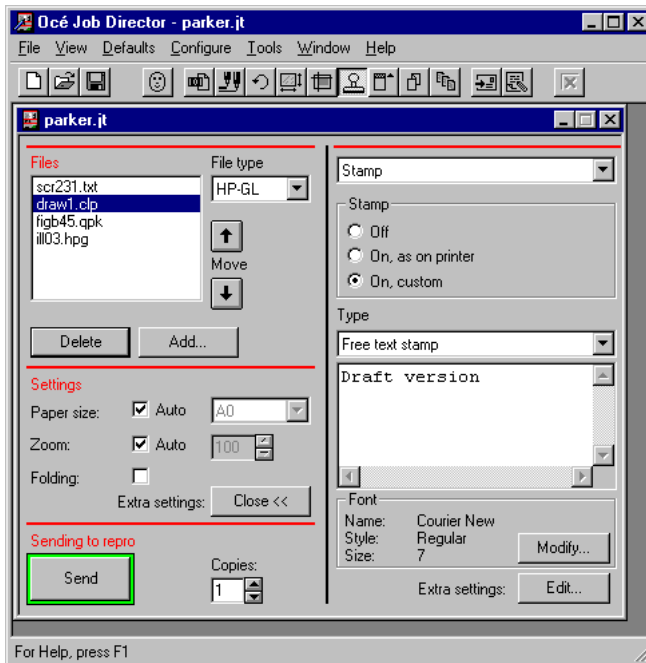 Océ Job Director - parker.jt
File View Defaults Configure Tools Window Help
parker.jt
Files
File type
scr231.txt
draw1.clp
figb45.qpk
ill03.hpg
HP-GL
Move
Delete
Add...
Settings
Paper size:
Auto
A0
Zoom:
Auto
100
Folding:
Extra settings:
Close <<
Sending to repro
Send
Copies:
1
Stamp
Stamp
Off
On, as on printer
On, custom
Type
Free text stamp
Draft version
Font
Name: Courier New
Style: Regular
Size: 7
Modify...
Extra settings:
Edit...
For Help, press F1